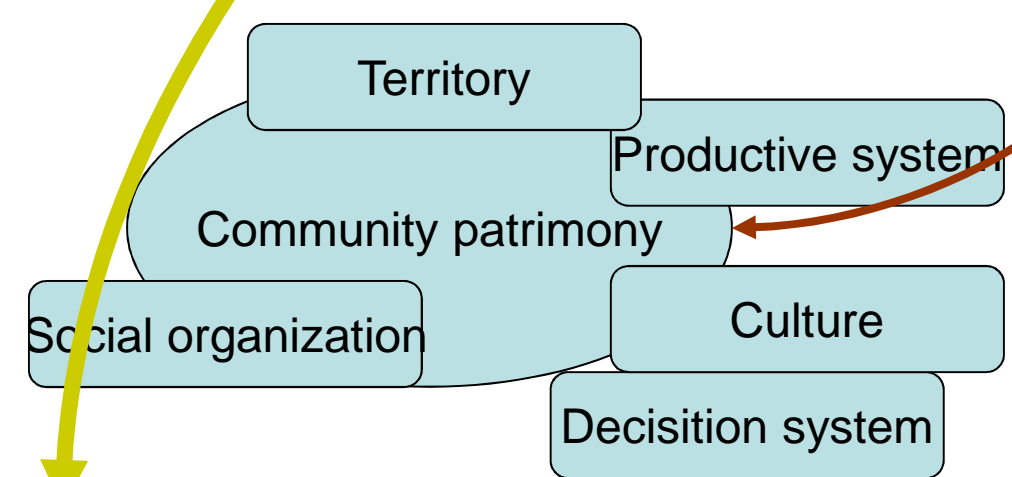 Territory
Productive system
Community patrimony
Social organization
Culture
Decisition system